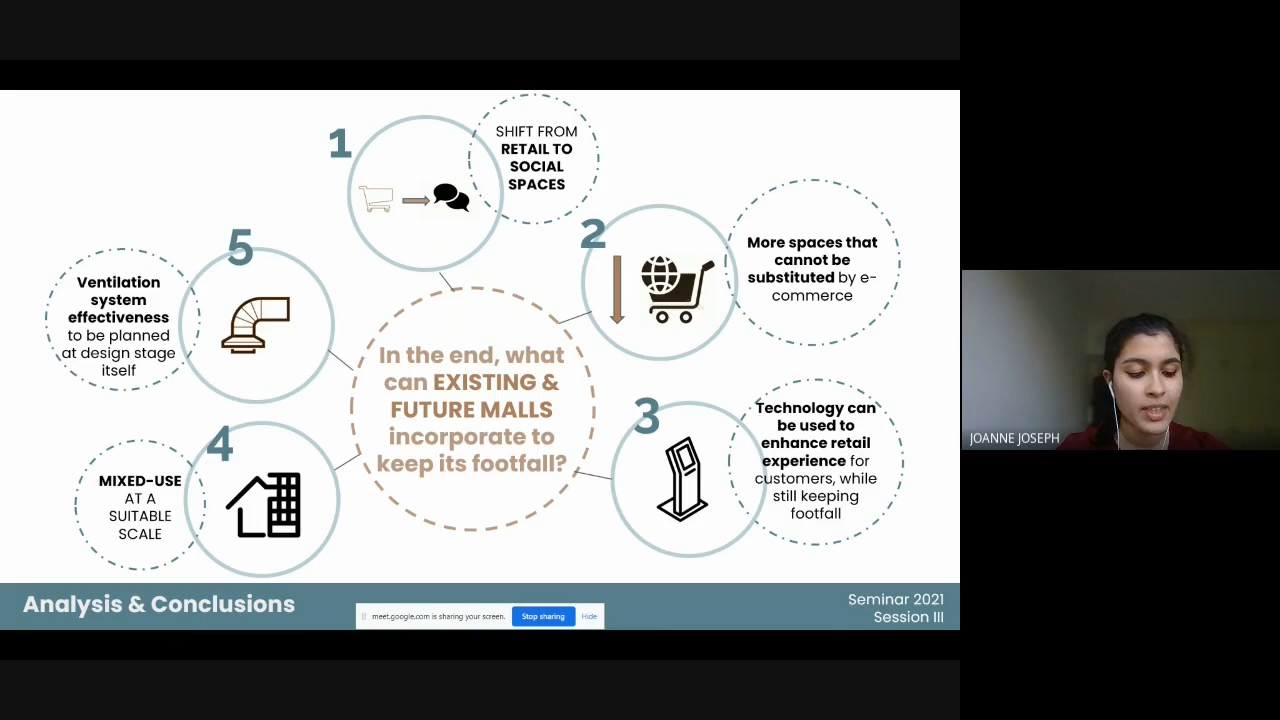 1
SHIFT FROM
RETAIL TO
SOCIAL
SPACES
2
More spaces that
cannot be
substituted by e-
commerce
3
Technology can
be used to
enhance retail
experience for
customers, while
still keeping
footfall
4
MIXED-USE
AT A
SUITABLE
SCALE
5
Ventilation
system
effectiveness
to be planned
at design stage
itself
In the end, what
can EXISTING &
FUTURE MALLS
incorporate to
keep its footfall?
Analysis & Conclusions
meet.google.com is sharing your screen.
Stop sharing
Hide
Seminar 2021
Session III
JOANNE JOSEPH